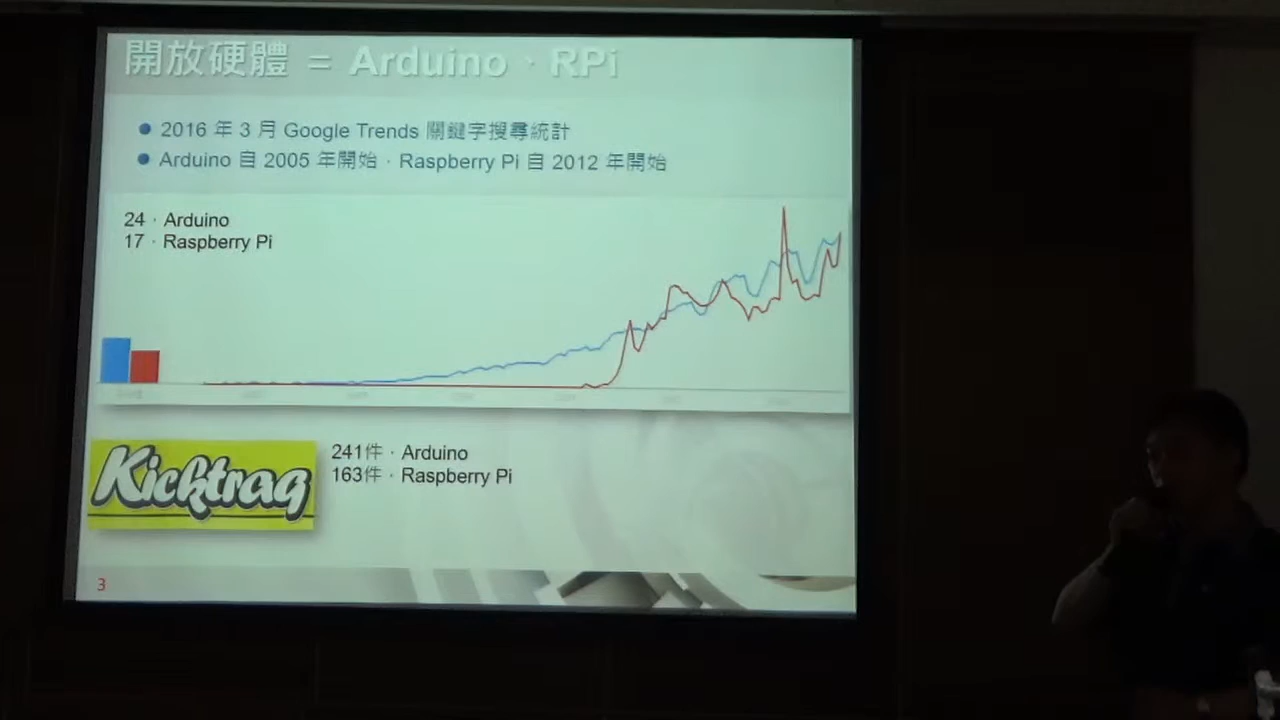 開放硬體 = Arduino、RPi
2016 年 3 月 Google Trends 關鍵字搜尋統計
Arduino 自 2005 年開始，Raspberry Pi 自 2012 年開始
24，Arduino
17，Raspberry Pi
Kicktraq
241件，Arduino
163件，Raspberry Pi
3